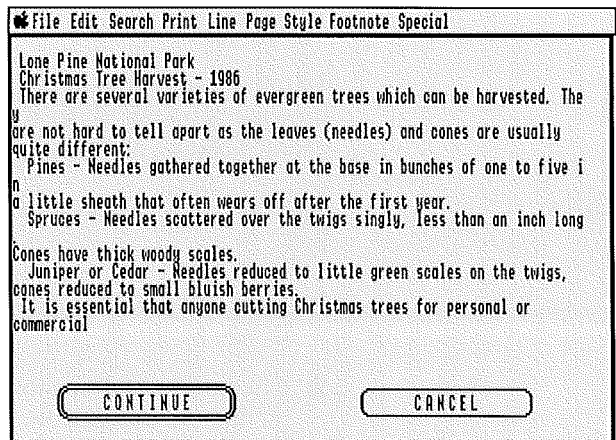 File Edit Search Print Line Page Style Footnote Special
Lone Pine National Park
Christmas Tree Harvest - 1986
There are several varieties of evergreen trees which can be harvested. The
y
are not hard to tell apart as the leaves (needles) and cones are usually
quite different:
Pines - Needles gathered together at the base in bunches of one to five i
n
a little sheath that often wears off after the first year.
Spruces - Needles scattered over the twigs singly, less than an inch long
.
Cones have thick woody scales.
Juniper or Cedar - Needles reduced to little green scales on the twigs,
cones reduced to small bluish berries.
It is essential that anyone cutting Christmas trees for personal or
commercial
CONTINUE
CANCEL